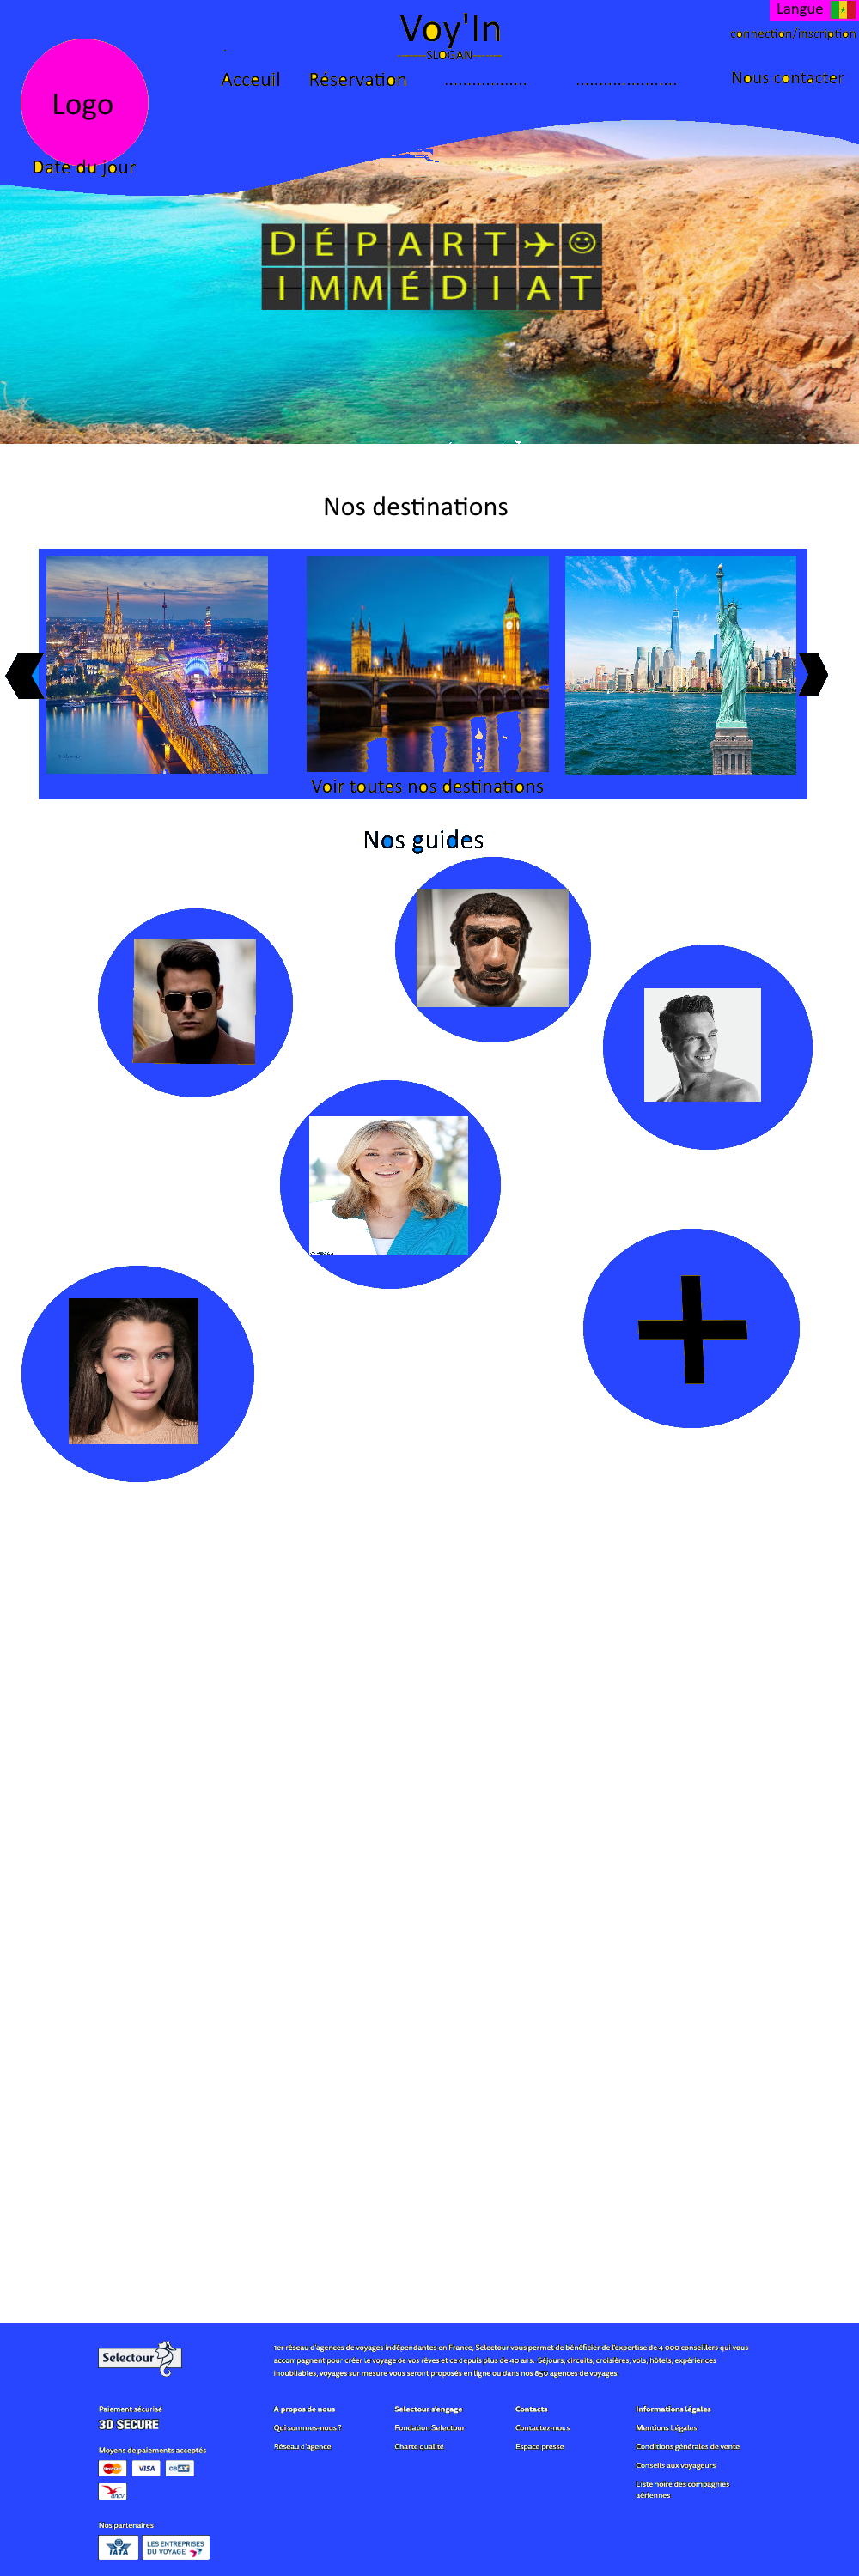 Langue
Voy'In
SLOGAN
connection/inscription
Logo
Acceuil Réservation .................. ...................... Nous contacter
Date du jour
DÉPART
IMMÉDIAT
Nos destinations
Voir toutes nos destinations
Nos guides
Selectour
1er réseau d'agences de voyages indépendantes en France, Selectour vous permet de bénéficier de l'expertise de 4 000 conseillers qui vous
accompagnent pour créer le voyage de vos rêves et ce depuis plus de 40 ans. Séjours, circuits, croisières, vols, hôtels, expériences
inoubliables, voyages sur mesure vous seront proposés en ligne ou dans nos 850 agences de voyages.
Paiement sécurisé
3D SECURE
Moyens de paiements acceptés
MasterCard VISA CB
ancv
Nos partenaires
IATA
LES ENTREPRISES
DU VOYAGE
A propos de nous
Qui sommes-nous ?
Réseau d'agence
Selectour s'engage
Fondation Selectour
Charte qualité
Contacts
Contactez-nous
Espace presse
Informations légales
Mentions Légales
Conditions générales de vente
Conseils aux voyageurs
Liste noire des compagnies
aériennes